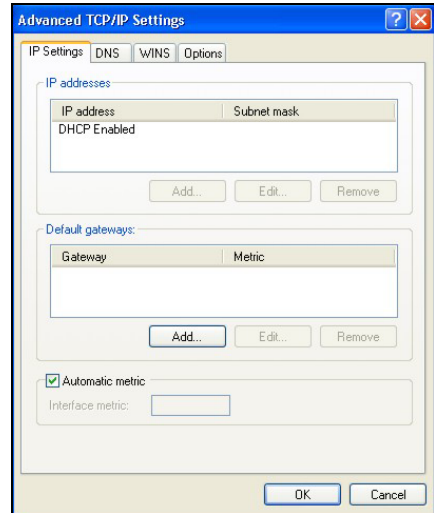 Advanced TCP/IP Settings
IP Settings DNS WINS Options
IP addresses
IP address Subnet mask
DHCP Enabled
Add... Edit... Remove
Default gateways:
Gateway Metric
Add... Edit... Remove
Automatic metric
Interface metric:
OK Cancel